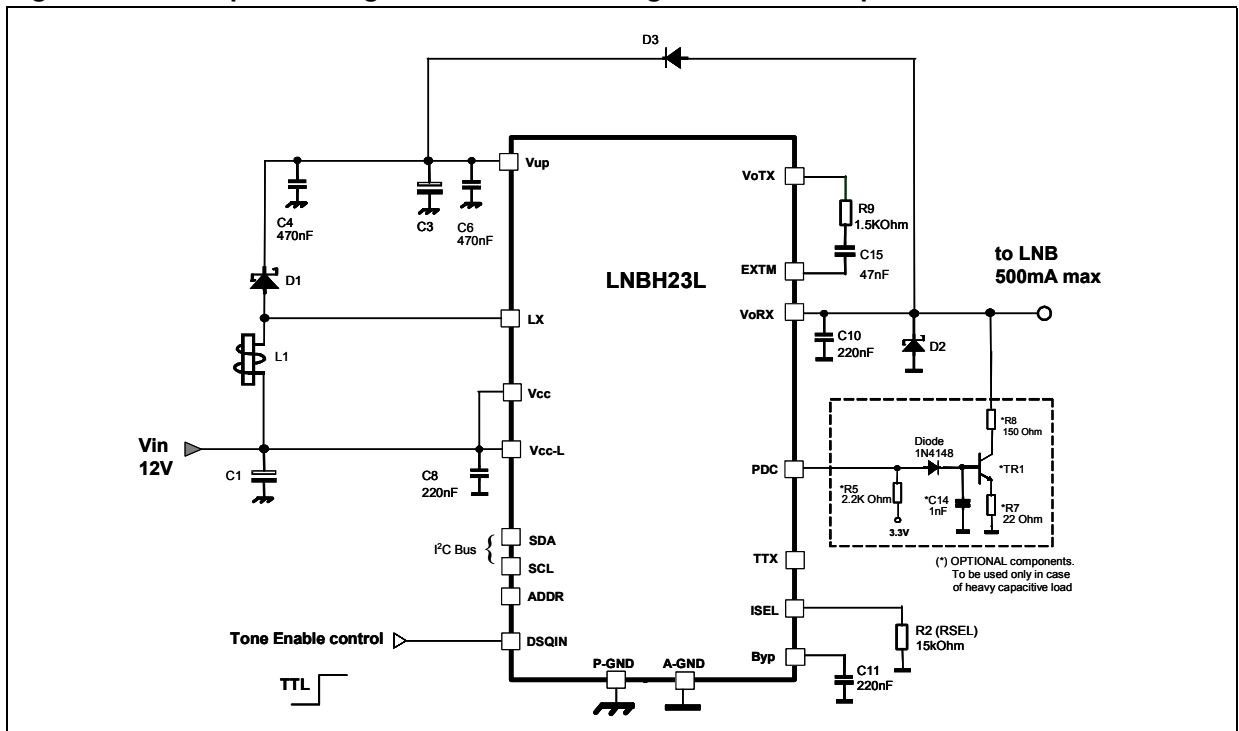 D3
Vup
VoTX
C4
470nF
C3
C6
470nF
R9
1.5KOhm
C15
47nF
D1
EXTM
LNBH23L
to LNB
500mA max
LX
VoRX
L1
C10
220nF
D2
Vcc
Vin
12V
Vcc-L
C1
C8
220nF
*R8
150 Ohm
Diode
1N4148
*TR1
PDC
*R5
2.2K Ohm
*C14
1nF
*R7
22 Ohm
3.3V
I²C Bus {
SDA
SCL
TTX
(*) OPTIONAL components.
To be used only in case
of heavy capacitive load
ADDR
ISEL
Tone Enable control
DSQIN
R2 (RSEL)
15kOhm
P-GND
A-GND
Byp
C11
220nF
TTL